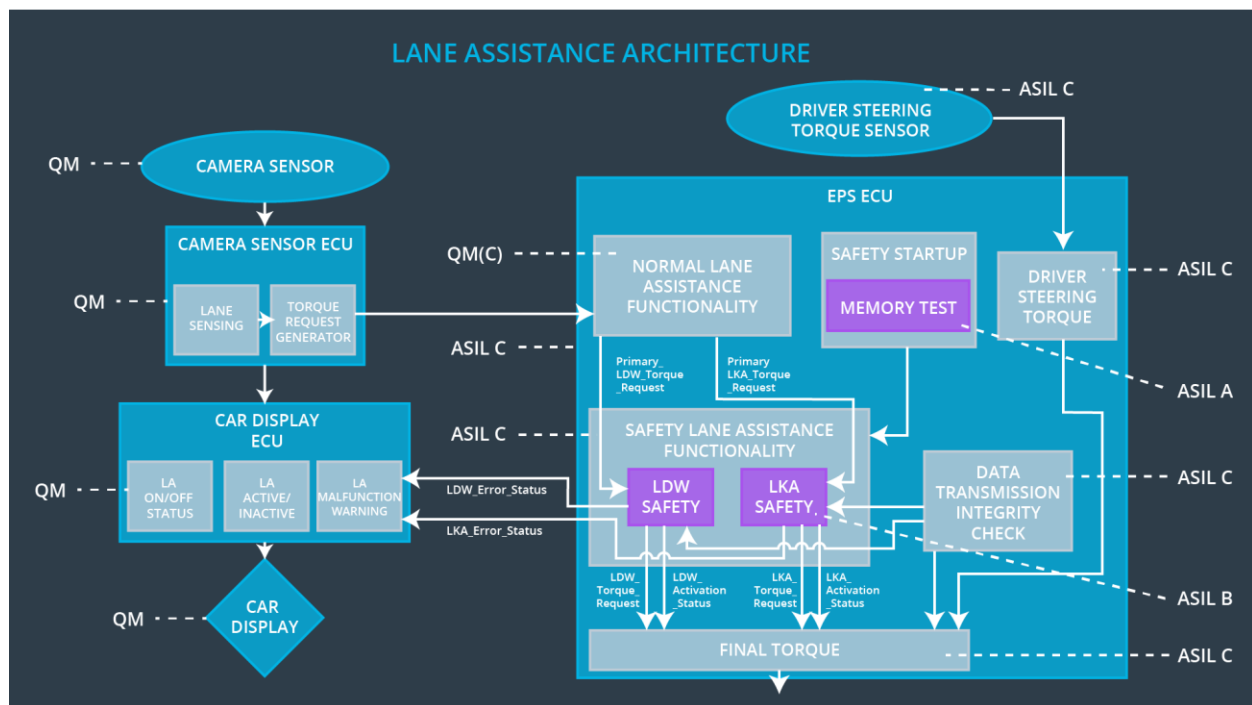 LANE ASSISTANCE ARCHITECTURE
ASIL C
DRIVER STEERING
TORQUE SENSOR
QM
CAMERA SENSOR
EPS ECU
CAMERA SENSOR ECU
QM(C)
NORMAL LANE
ASSISTANCE
FUNCTIONALITY
SAFETY STARTUP
MEMORY TEST
DRIVER
STEERING
TORQUE
ASIL C
QM
LANE
SENSING
TORQUE
REQUEST
GENERATOR
ASIL C
Primary_
LDW_Torque
_Request
Primary
LKA_Torque
_Request
ASIL A
CAR DISPLAY
ECU
ASIL C
SAFETY LANE ASSISTANCE
FUNCTIONALITY
QM
LA
ON/OFF
STATUS
LA
ACTIVE/
INACTIVE
LA
MALFUNCTION
WARNING
LDW_Error_Status
LKA_Error_Status
LDW
SAFETY
LKA
SAFETY
DATA
TRANSMISSION
INTEGRITY
CHECK
ASIL C
LDW_
Torque_
Request
LDW_
Activation
_Status
LKA_
Torque_
Request
LKA_
Activation
_Status
ASIL B
QM
CAR
DISPLAY
FINAL TORQUE
ASIL C